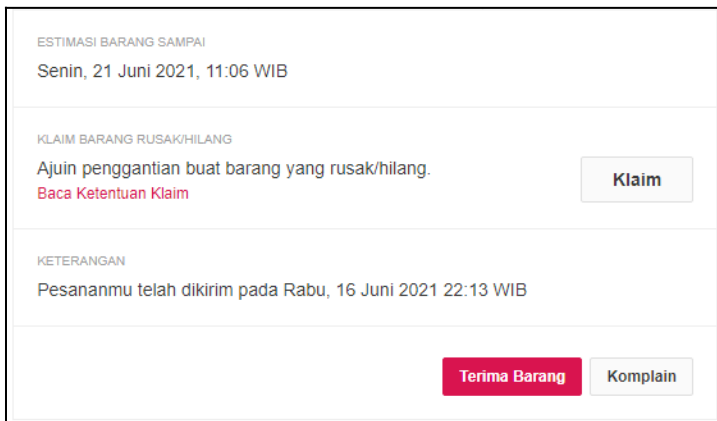 ESTIMASI BARANG SAMPAI
Senin, 21 Juni 2021, 11:06 WIB
KLAIM BARANG RUSAK/HILANG
Ajuin penggantian buat barang yang rusak/hilang.
Baca Ketentuan Klaim
Klaim
KETERANGAN
Pesananmu telah dikirim pada Rabu, 16 Juni 2021 22:13 WIB
Terima Barang Komplain